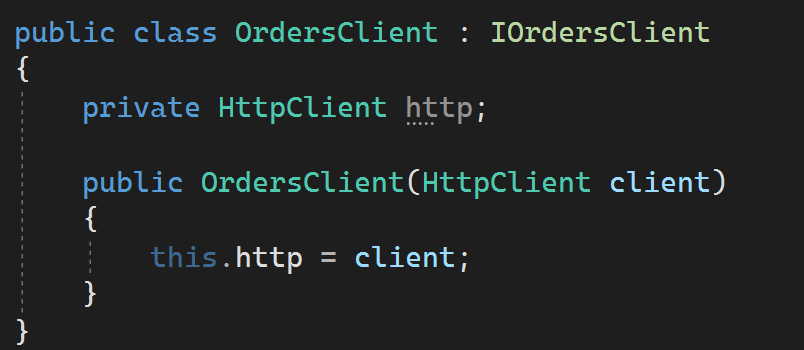 public class OrdersClient : IOrdersClient
{
    private HttpClient http;

    public OrdersClient(HttpClient client)
    {
        this.http = client;
    }
}